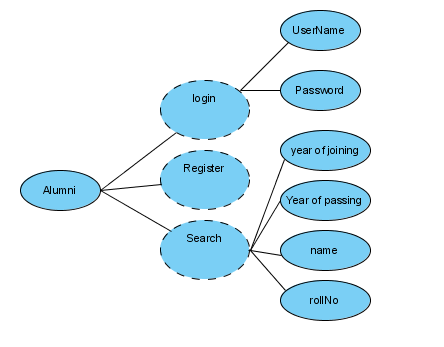 UserName
login
Password
year of joining
Register
Alumni
Year of passing
Search
name
rollNo